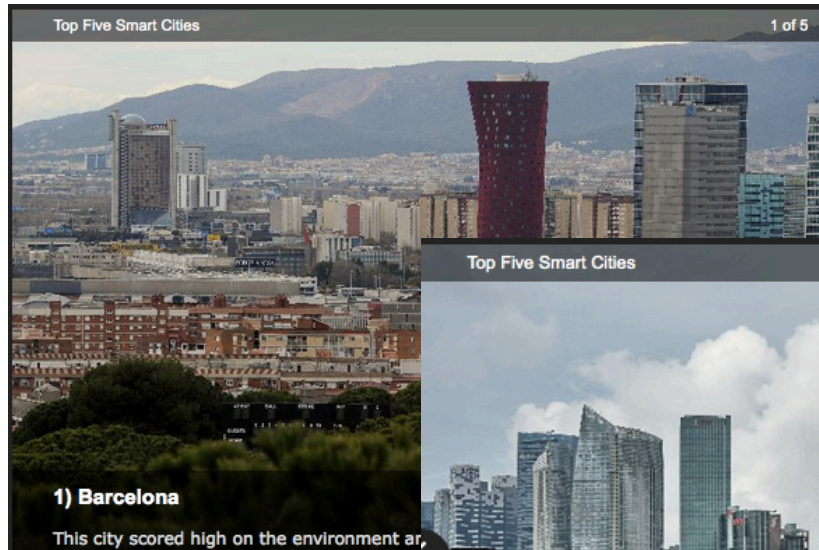 Top Five Smart Cities
1 of 5
Top Five Smart Cities
1) Barcelona
This city scored high on the environment ar